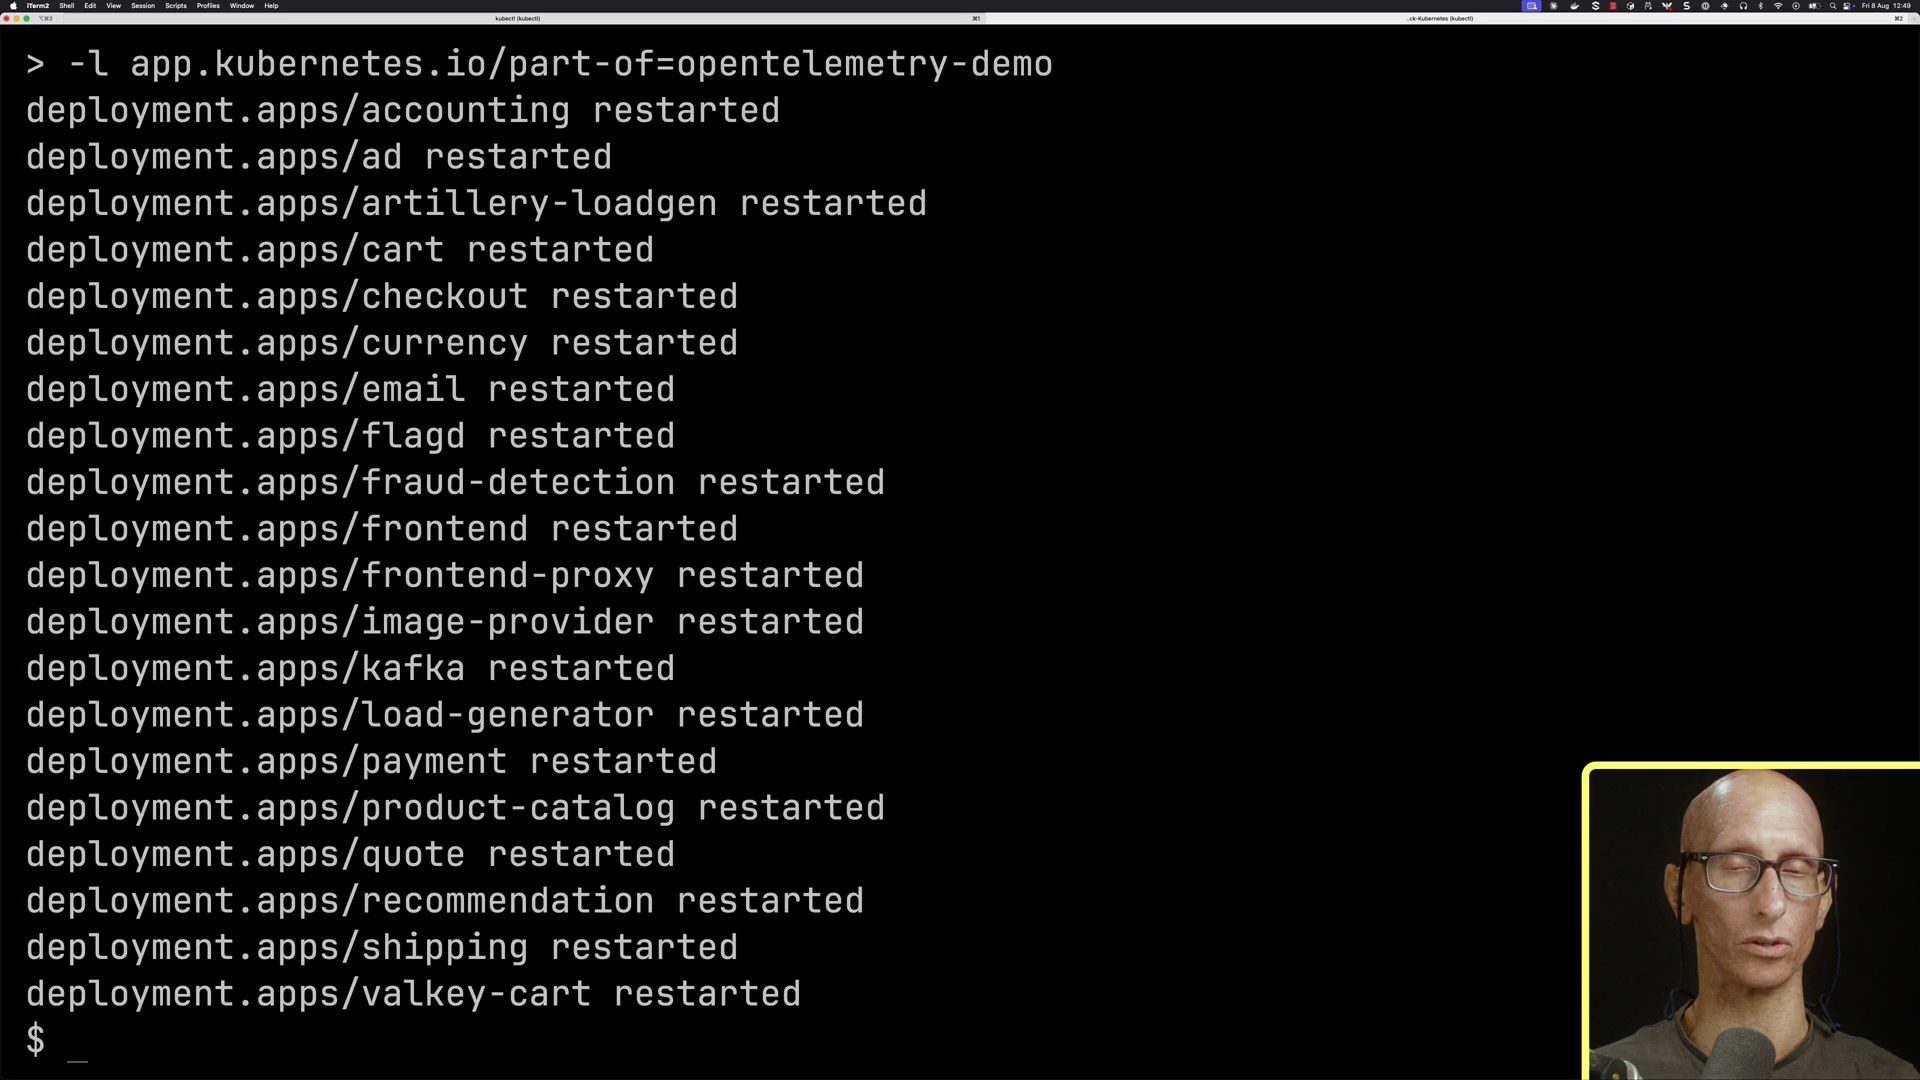 iTerm2 Shell Edit View Session Scripts Profiles Window Help Fri 8 Aug 12:49
⌥⌘2 kubectl (kubectl) ⌘1 ...ck-Kubernetes (kubectl) ⌘2
> -l app.kubernetes.io/part-of=opentelemetry-demo
deployment.apps/accounting restarted
deployment.apps/ad restarted
deployment.apps/artillery-loadgen restarted
deployment.apps/cart restarted
deployment.apps/checkout restarted
deployment.apps/currency restarted
deployment.apps/email restarted
deployment.apps/flagd restarted
deployment.apps/fraud-detection restarted
deployment.apps/frontend restarted
deployment.apps/frontend-proxy restarted
deployment.apps/image-provider restarted
deployment.apps/kafka restarted
deployment.apps/load-generator restarted
deployment.apps/payment restarted
deployment.apps/product-catalog restarted
deployment.apps/quote restarted
deployment.apps/recommendation restarted
deployment.apps/shipping restarted
deployment.apps/valkey-cart restarted
$ _